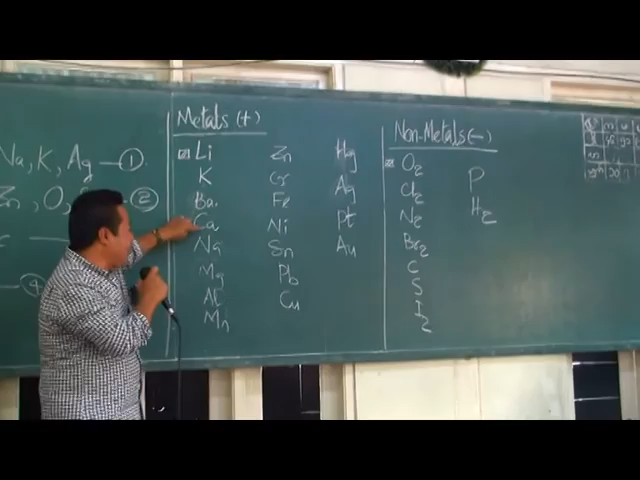 Na, K, Ag — ①
Zn, O, — ②
④
Metals (+)
Li
K
Ba
Ca
Na
Mg
Al
Mn
Zn
Cr
Fe
Ni
Sn
Pb
Cu
Hg
Ag
Pt
Au
Non-Metals (-)
O2
Cl2
N2
Br2
C
S
I2
P
H2